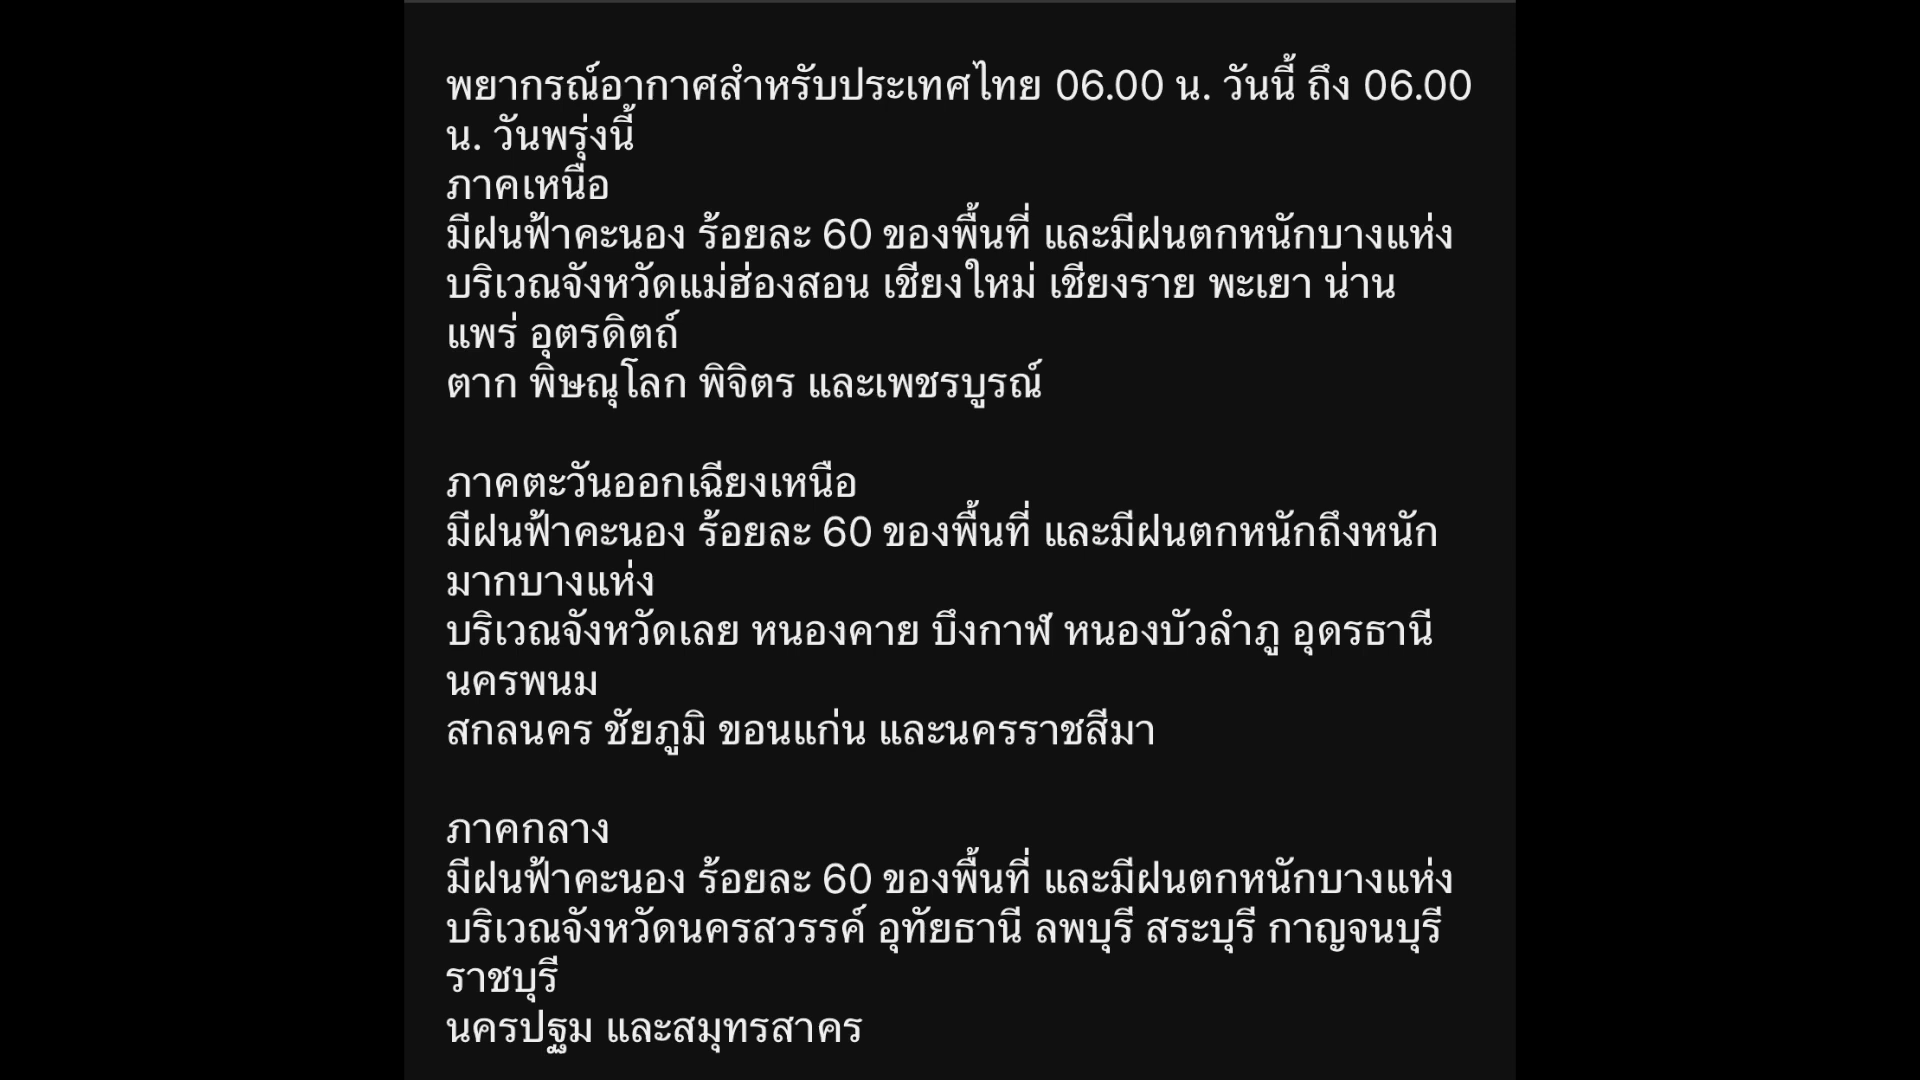 พยากรณ์อากาศสำหรับประเทศไทย 06.00 น. วันนี้ ถึง 06.00
น. วันพรุ่งนี้
ภาคเหนือ
มีฝนฟ้าคะนอง ร้อยละ 60 ของพื้นที่ และมีฝนตกหนักบางแห่ง
บริเวณจังหวัดแม่ฮ่องสอน เชียงใหม่ เชียงราย พะเยา น่าน
แพร่ อุตรดิตถ์
ตาก พิษณุโลก พิจิตร และเพชรบูรณ์
ภาคตะวันออกเฉียงเหนือ
มีฝนฟ้าคะนอง ร้อยละ 60 ของพื้นที่ และมีฝนตกหนักถึงหนัก
มากบางแห่ง
บริเวณจังหวัดเลย หนองคาย บึงกาฬ หนองบัวลำภู อุดรธานี
นครพนม
สกลนคร ชัยภูมิ ขอนแก่น และนครราชสีมา
ภาคกลาง
มีฝนฟ้าคะนอง ร้อยละ 60 ของพื้นที่ และมีฝนตกหนักบางแห่ง
บริเวณจังหวัดนครสวรรค์ อุทัยธานี ลพบุรี สระบุรี กาญจนบุรี
ราชบุรี
นครปฐม และสมุทรสาคร